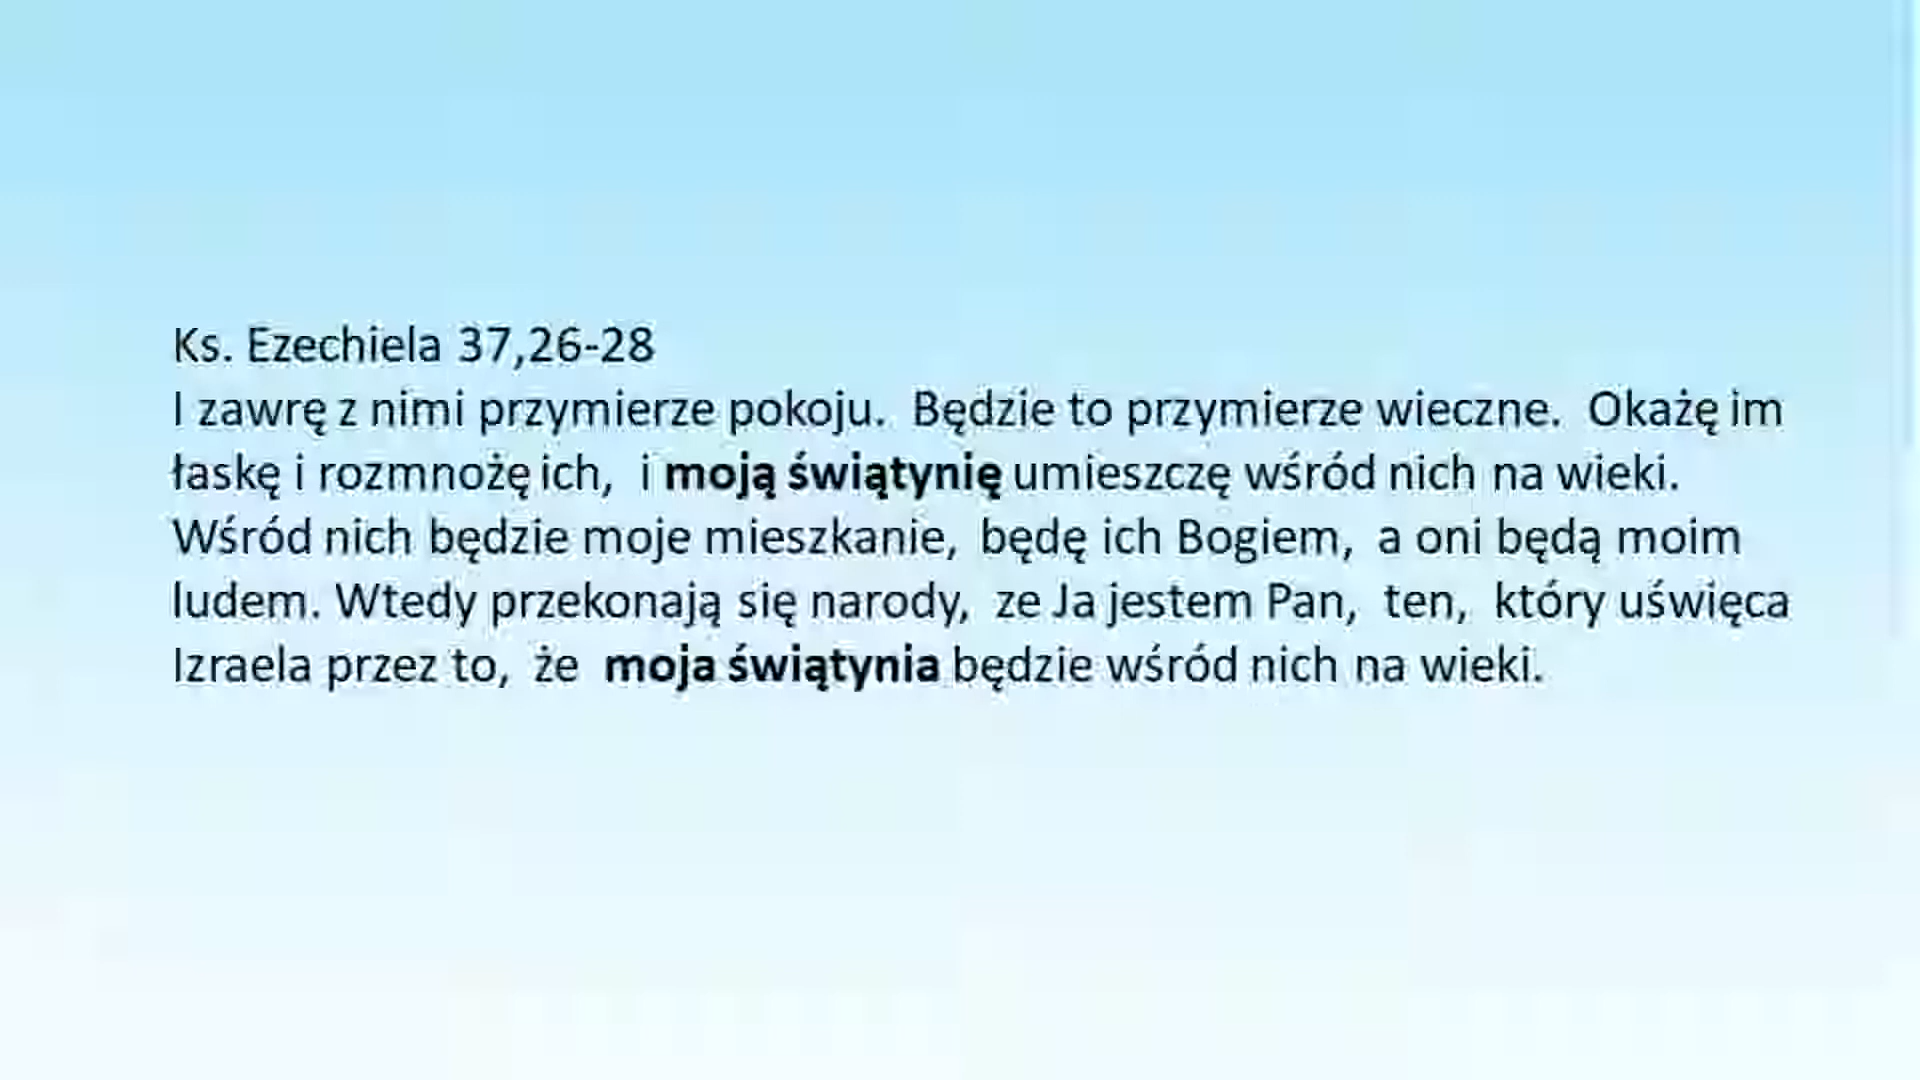 Ks. Ezechiela 37,26-28
I zawrę z nimi przymierze pokoju. Będzie to przymierze wieczne. Okażę im
łaskę i rozmnożę ich, i moją świątynię umieszczę wśród nich na wieki.
Wśród nich będzie moje mieszkanie, będę ich Bogiem, a oni będą moim
ludem. Wtedy przekonają się narody, ze Ja jestem Pan, ten, który uświęca
Izraela przez to, że moja świątynia będzie wśród nich na wieki.